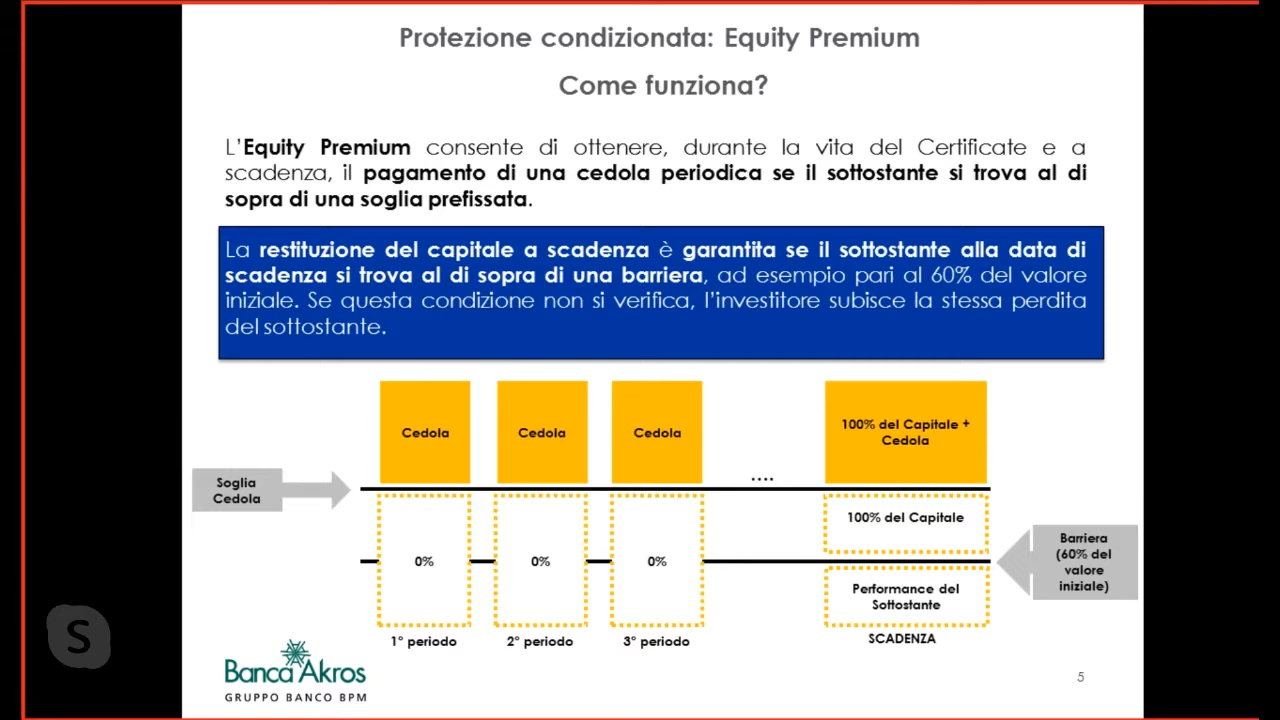 Protezione condizionata: Equity Premium
Come funziona?
L'Equity Premium consente di ottenere, durante la vita del Certificate e a
scadenza, il pagamento di una cedola periodica se il sottostante si trova al di
sopra di una soglia prefissata.
La restituzione del capitale a scadenza è garantita se il sottostante alla data di
scadenza si trova al di sopra di una barriera, ad esempio pari al 60% del valore
iniziale. Se questa condizione non si verifica, l'investitore subisce la stessa perdita
del sottostante.
Cedola
Cedola
Cedola
....
100% del Capitale +
Cedola
Soglia
Cedola
0%
0%
0%
100% del Capitale
Performance del
Sottostante
Barriera
(60% del
valore
iniziale)
1° periodo
2° periodo
3° periodo
SCADENZA
S
Banca Akros
GRUPPO BANCO BPM
5